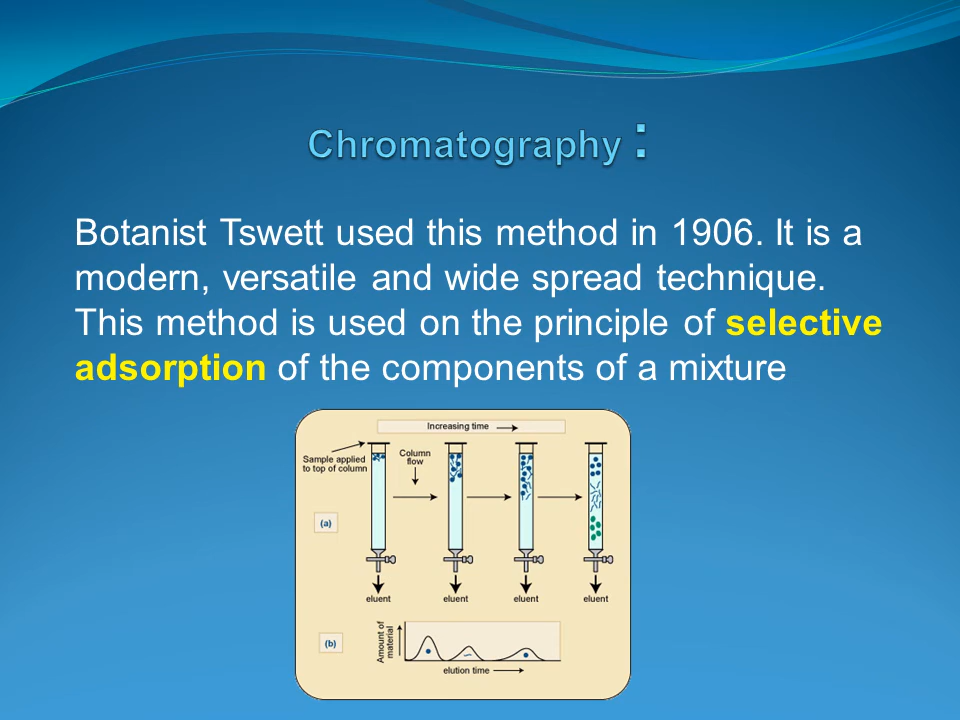 Chromatography :
Botanist Tswett used this method in 1906. It is a
modern, versatile and wide spread technique.
This method is used on the principle of selective
adsorption of the components of a mixture
Increasing time
Sample applied
to top of column
Column
flow
(a)
eluent
eluent
eluent
eluent
(b)
Amount of
material
elution time